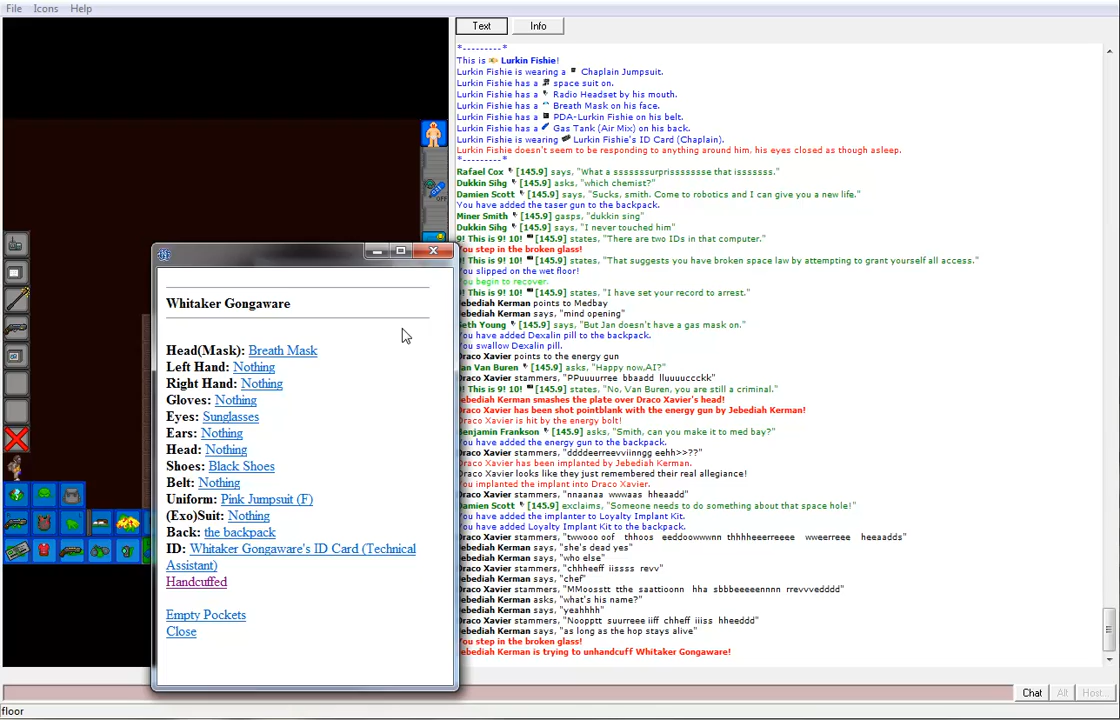 File Icons Help
Text Info
*---------*
This is Lurkin Fishie!
Lurkin Fishie is wearing a Chaplain Jumpsuit.
Lurkin Fishie has a space suit on.
Lurkin Fishie has a Radio Headset by his mouth.
Lurkin Fishie has a Breath Mask on his face.
Lurkin Fishie has a PDA-Lurkin Fishie on his belt.
Lurkin Fishie has a Gas Tank (Air Mix) on his back.
Lurkin Fishie is wearing Lurkin Fishie's ID Card (Chaplain).
Lurkin Fishie doesn't seem to be responding to anything around him, his eyes closed as though asleep.
*---------*
Rafael Cox [145.9] says, "What a sssssssurprisssssssse that isssssss."
Dukkin Sihg [145.9] asks, "which chemist?"
Damien Scott [145.9] says, "Sucks, smith. Come to robotics and I can give you a new life."
You have added the taser gun to the backpack.
Miner Smith [145.9] gasps, "dukkin sing"
Dukkin Sihg [145.9] says, "I never touched him"
9! This is 9! 10! [145.9] states, "There are two IDs in that computer."
You step in the broken glass!
9! This is 9! 10! [145.9] states, "That suggests you have broken space law by attempting to grant yourself all access."
You slipped on the wet floor!
You begin to recover.
9! This is 9! 10! [145.9] states, "I have set your record to arrest."
ebediah Kerman points to Medbay
ebediah Kerman says, "mind opening"
eth Young [145.9] says, "But Jan doesn't have a gas mask on."
You have added Dexalin pill to the backpack.
You swallow Dexalin pill.
Draco Xavier points to the energy gun
an Van Buren [145.9] asks, "Happy now,AI?"
Draco Xavier stammers, "PPuuuurree bbaadd lluuuuccckk"
9! This is 9! 10! [145.9] states, "No, Van Buren, you are still a criminal."
ebediah Kerman smashes the plate over Draco Xavier's head!
Draco Xavier has been shot pointblank with the energy gun by Jebediah Kerman!
Draco Xavier is hit by the energy bolt!
enjamin Frankson [145.9] asks, "Smith, can you make it to med bay?"
You have added the energy gun to the backpack.
Draco Xavier stammers, "ddddeerreevviinngg eehh>>??"
Draco Xavier has been implanted by Jebediah Kerman.
Draco Xavier looks like they just remembered their real allegiance!
You implanted the implant into Draco Xavier.
Draco Xavier stammers, "nnaanaa wwwaas hheaadd"
Damien Scott [145.9] exclaims, "Someone needs to do something about that space hole!"
You have added the implanter to Loyalty Implant Kit.
You have added Loyalty Implant Kit to the backpack.
Draco Xavier stammers, "twwooo oof thhoos eeddoowwwnn thhhheeerreeee wweerreee heeaaadds"
ebediah Kerman says, "she's dead yes"
ebediah Kerman says, "who else"
Draco Xavier stammers, "chhheeff iissss revv"
ebediah Kerman says, "chef"
Draco Xavier stammers, "MMoosstt tthe saattioonn hha sbbbeeeeennnn rrrevvvedddd"
ebediah Kerman asks, "what's his name?"
ebediah Kerman says, "yeahhhh"
Draco Xavier stammers, "Noopptt suurreee iiff chheff iiiss hheeddd"
ebediah Kerman says, "as long as the hop stays alive"
You step in the broken glass!
ebediah Kerman is trying to unhandcuff Whitaker Gongaware!
OFF
Whitaker Gongaware
Head(Mask): Breath Mask
Left Hand: Nothing
Right Hand: Nothing
Gloves: Nothing
Eyes: Sunglasses
Ears: Nothing
Head: Nothing
Shoes: Black Shoes
Belt: Nothing
Uniform: Pink Jumpsuit (F)
(Exo)Suit: Nothing
Back: the backpack
ID: Whitaker Gongaware's ID Card (Technical
Assistant)
Handcuffed
Empty Pockets
Close
Chat Alt Host...
floor